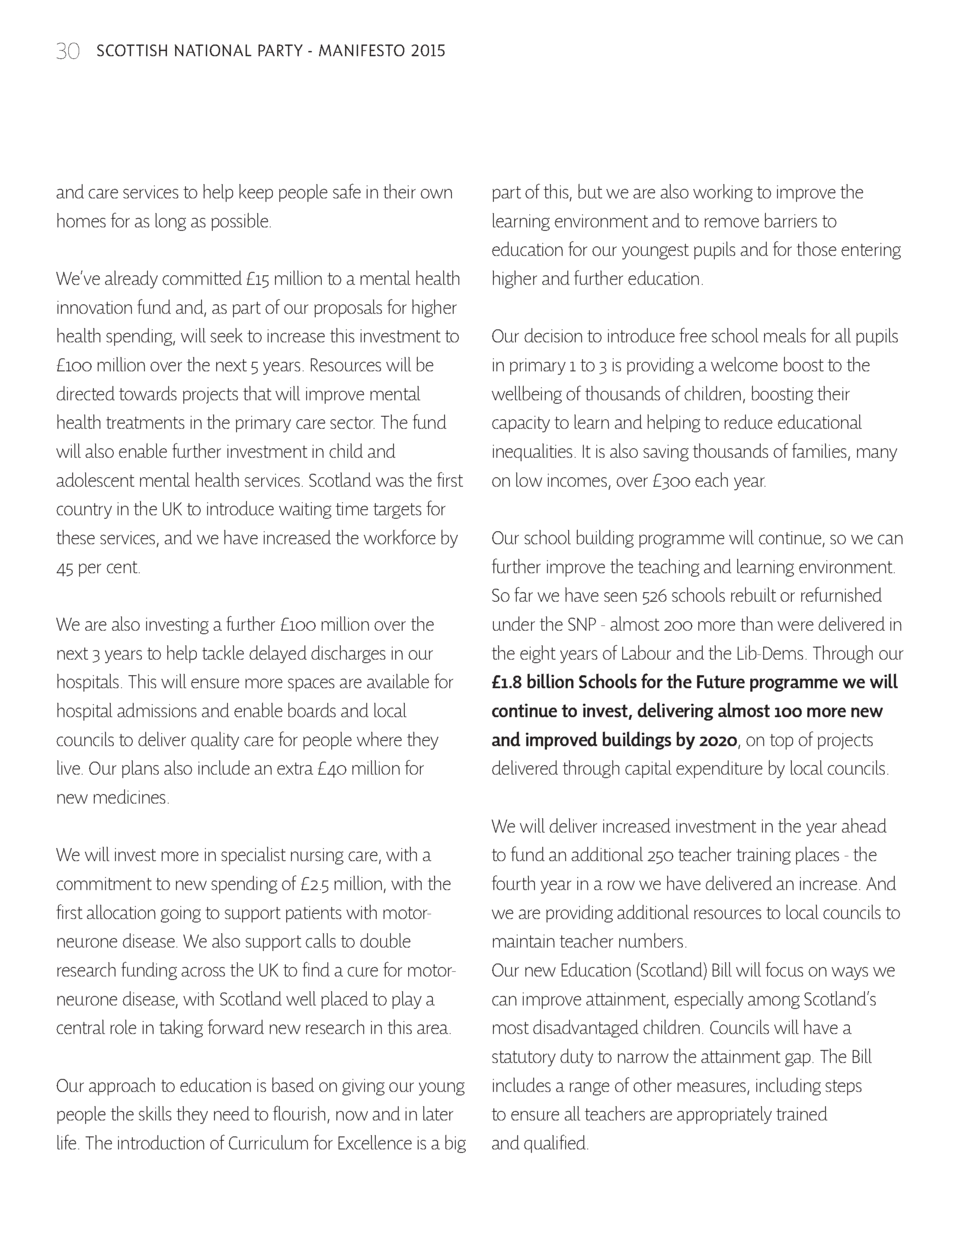 30 SCOTTISH NATIONAL PARTY - MANIFESTO 2015
and care services to help keep people safe in their own
homes for as long as possible.
We've already committed £15 million to a mental health
innovation fund and, as part of our proposals for higher
health spending, will seek to increase this investment to
£100 million over the next 5 years. Resources will be
directed towards projects that will improve mental
health treatments in the primary care sector. The fund
will also enable further investment in child and
adolescent mental health services. Scotland was the first
country in the UK to introduce waiting time targets for
these services, and we have increased the workforce by
45 per cent.
We are also investing a further £100 million over the
next 3 years to help tackle delayed discharges in our
hospitals. This will ensure more spaces are available for
hospital admissions and enable boards and local
councils to deliver quality care for people where they
live. Our plans also include an extra £40 million for
new medicines.
We will invest more in specialist nursing care, with a
commitment to new spending of £2.5 million, with the
first allocation going to support patients with motor-
neurone disease. We also support calls to double
research funding across the UK to find a cure for motor-
neurone disease, with Scotland well placed to play a
central role in taking forward new research in this area.
Our approach to education is based on giving our young
people the skills they need to flourish, now and in later
life. The introduction of Curriculum for Excellence is a big
part of this, but we are also working to improve the
learning environment and to remove barriers to
education for our youngest pupils and for those entering
higher and further education.
Our decision to introduce free school meals for all pupils
in primary 1 to 3 is providing a welcome boost to the
wellbeing of thousands of children, boosting their
capacity to learn and helping to reduce educational
inequalities. It is also saving thousands of families, many
on low incomes, over £300 each year.
Our school building programme will continue, so we can
further improve the teaching and learning environment.
So far we have seen 526 schools rebuilt or refurnished
under the SNP - almost 200 more than were delivered in
the eight years of Labour and the Lib-Dems. Through our
£1.8 billion Schools for the Future programme we will
continue to invest, delivering almost 100 more new
and improved buildings by 2020, on top of projects
delivered through capital expenditure by local councils.
We will deliver increased investment in the year ahead
to fund an additional 250 teacher training places - the
fourth year in a row we have delivered an increase. And
we are providing additional resources to local councils to
maintain teacher numbers.
Our new Education (Scotland) Bill will focus on ways we
can improve attainment, especially among Scotland's
most disadvantaged children. Councils will have a
statutory duty to narrow the attainment gap. The Bill
includes a range of other measures, including steps
to ensure all teachers are appropriately trained
and qualified.